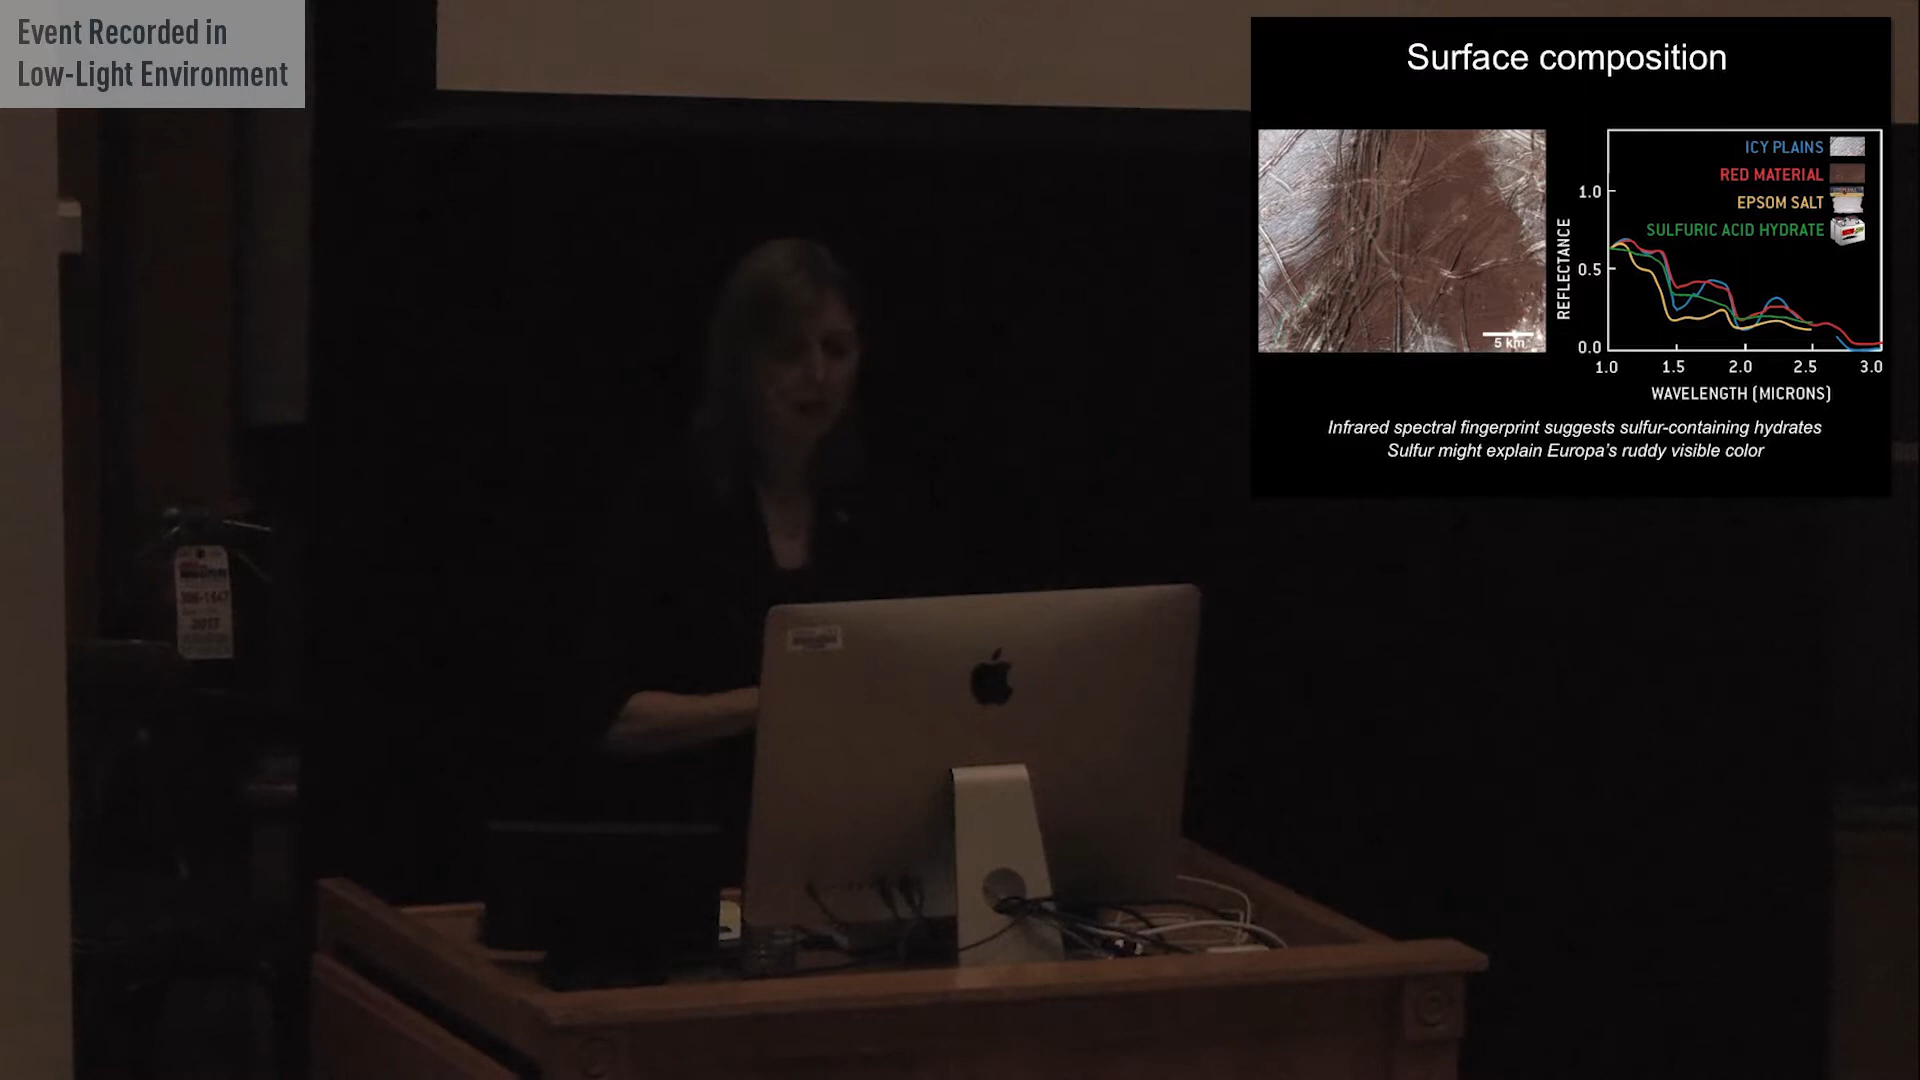 Event Recorded in
Low-Light Environment
Surface composition
ICY PLAINS
RED MATERIAL
EPSOM SALT
SULFURIC ACID HYDRATE
REFLECTANCE
1.0
0.5
0.0
1.0 1.5 2.0 2.5 3.0
WAVELENGTH (MICRONS)
5 km
Infrared spectral fingerprint suggests sulfur-containing hydrates
Sulfur might explain Europa's ruddy visible color
2017